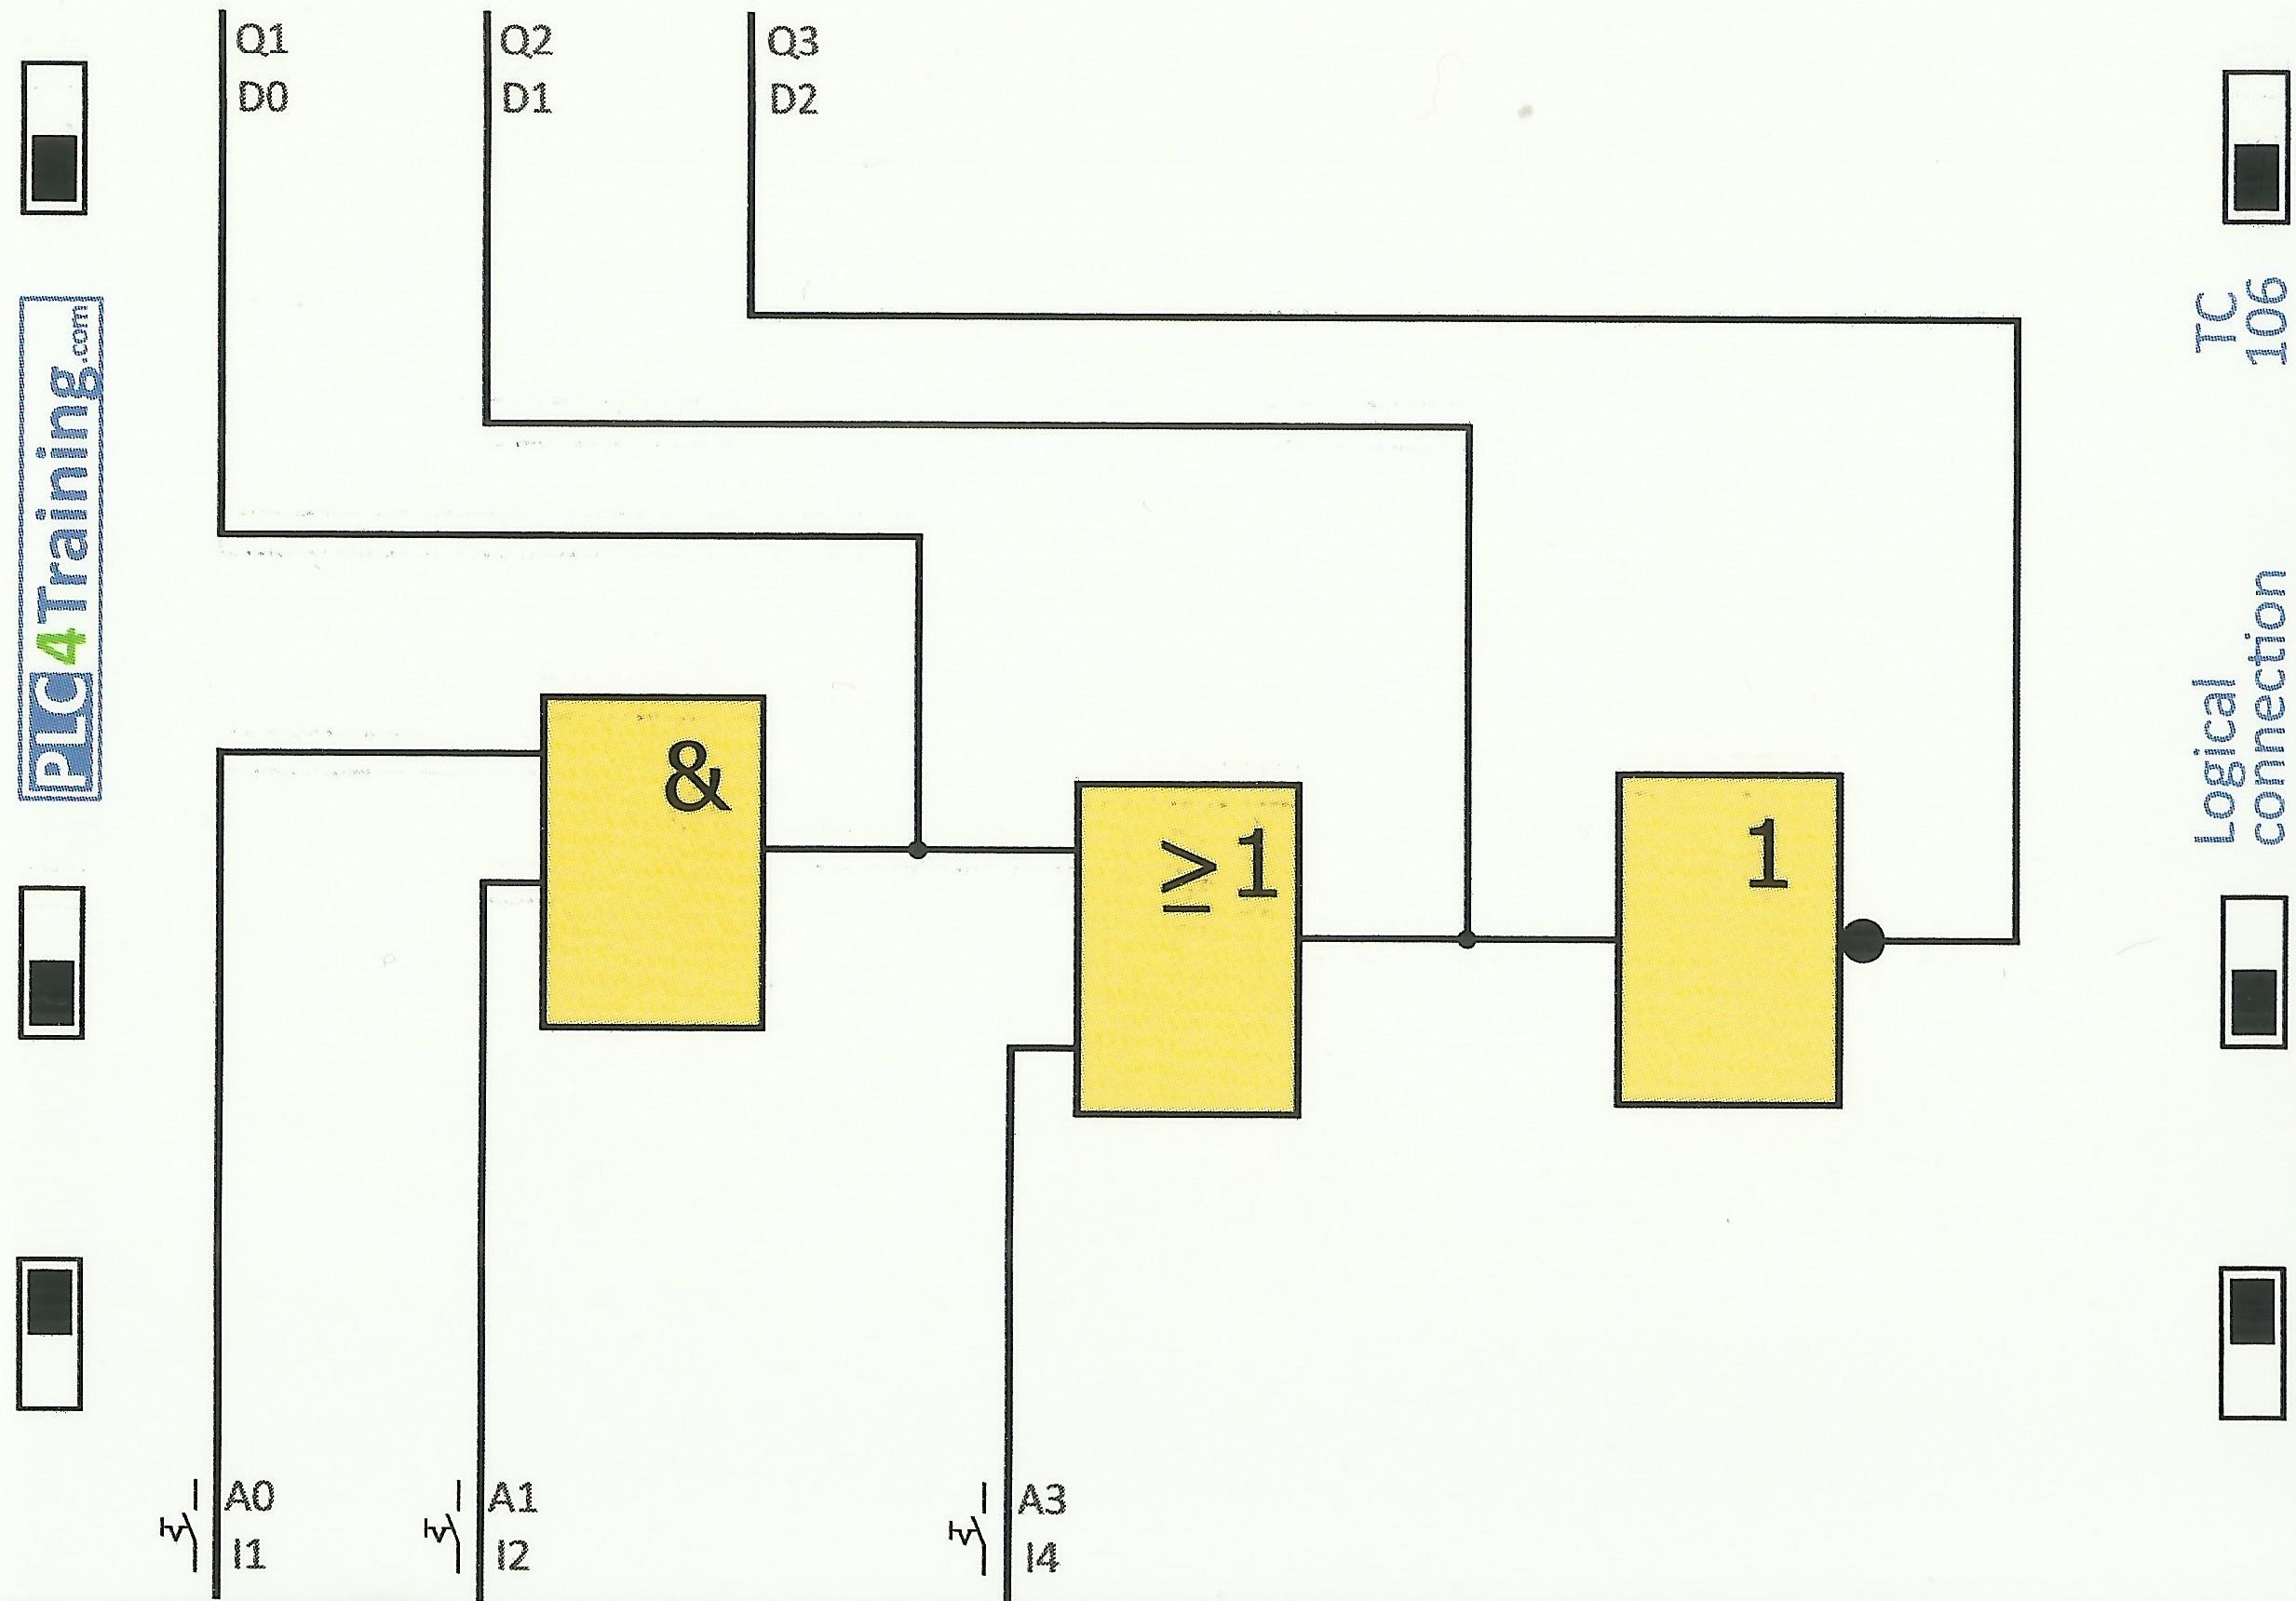 Q1
D0
Q2
D1
Q3
D2
PLC4Training.com
TC
106
Logical
connection
&
≥1
1
A0
I1
A1
I2
A3
I4